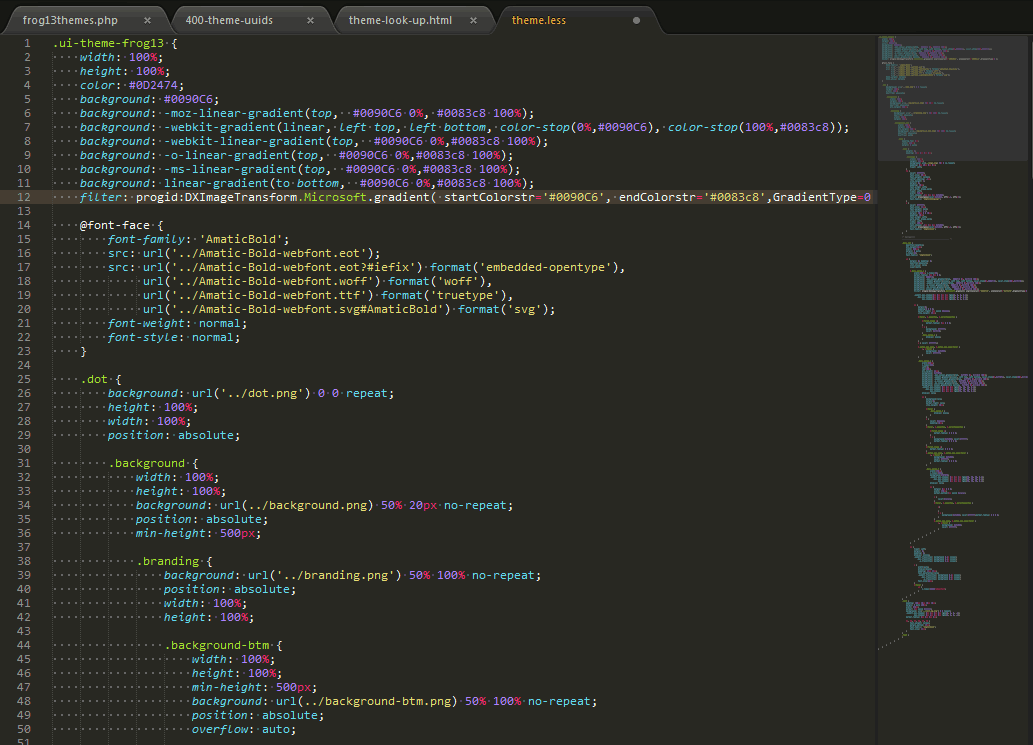 frog13themes.php × 400-theme-uuids × theme-look-up.html × theme.less
1 .ui-theme-frog13 {
2 width: 100%;
3 height: 100%;
4 color: #0D2474;
5 background: #0090C6;
6 background: -moz-linear-gradient(top, #0090C6 0%, #0083c8 100%);
7 background: -webkit-gradient(linear, left top, left bottom, color-stop(0%,#0090C6), color-stop(100%,#0083c8));
8 background: -webkit-linear-gradient(top, #0090C6 0%,#0083c8 100%);
9 background: -o-linear-gradient(top, #0090C6 0%,#0083c8 100%);
10 background: -ms-linear-gradient(top, #0090C6 0%,#0083c8 100%);
11 background: linear-gradient(to bottom, #0090C6 0%,#0083c8 100%);
12 filter: progid:DXImageTransform.Microsoft.gradient( startColorstr='#0090C6', endColorstr='#0083c8',GradientType=0
13
14 @font-face {
15 font-family: 'AmaticBold';
16 src: url('../Amatic-Bold-webfont.eot');
17 src: url('../Amatic-Bold-webfont.eot?#iefix') format('embedded-opentype'),
18 url('../Amatic-Bold-webfont.woff') format('woff'),
19 url('../Amatic-Bold-webfont.ttf') format('truetype'),
20 url('../Amatic-Bold-webfont.svg#AmaticBold') format('svg');
21 font-weight: normal;
22 font-style: normal;
23 }
24
25 .dot {
26 background: url('../dot.png') 0 0 repeat;
27 height: 100%;
28 width: 100%;
29 position: absolute;
30
31 .background {
32 width: 100%;
33 height: 100%;
34 background: url(../background.png) 50% 20px no-repeat;
35 position: absolute;
36 min-height: 500px;
37
38 .branding {
39 background: url('../branding.png') 50% 100% no-repeat;
40 position: absolute;
41 width: 100%;
42 height: 100%;
43
44 .background-btm {
45 width: 100%;
46 height: 100%;
47 min-height: 500px;
48 background: url(../background-btm.png) 50% 100% no-repeat;
49 position: absolute;
50 overflow: auto;
51